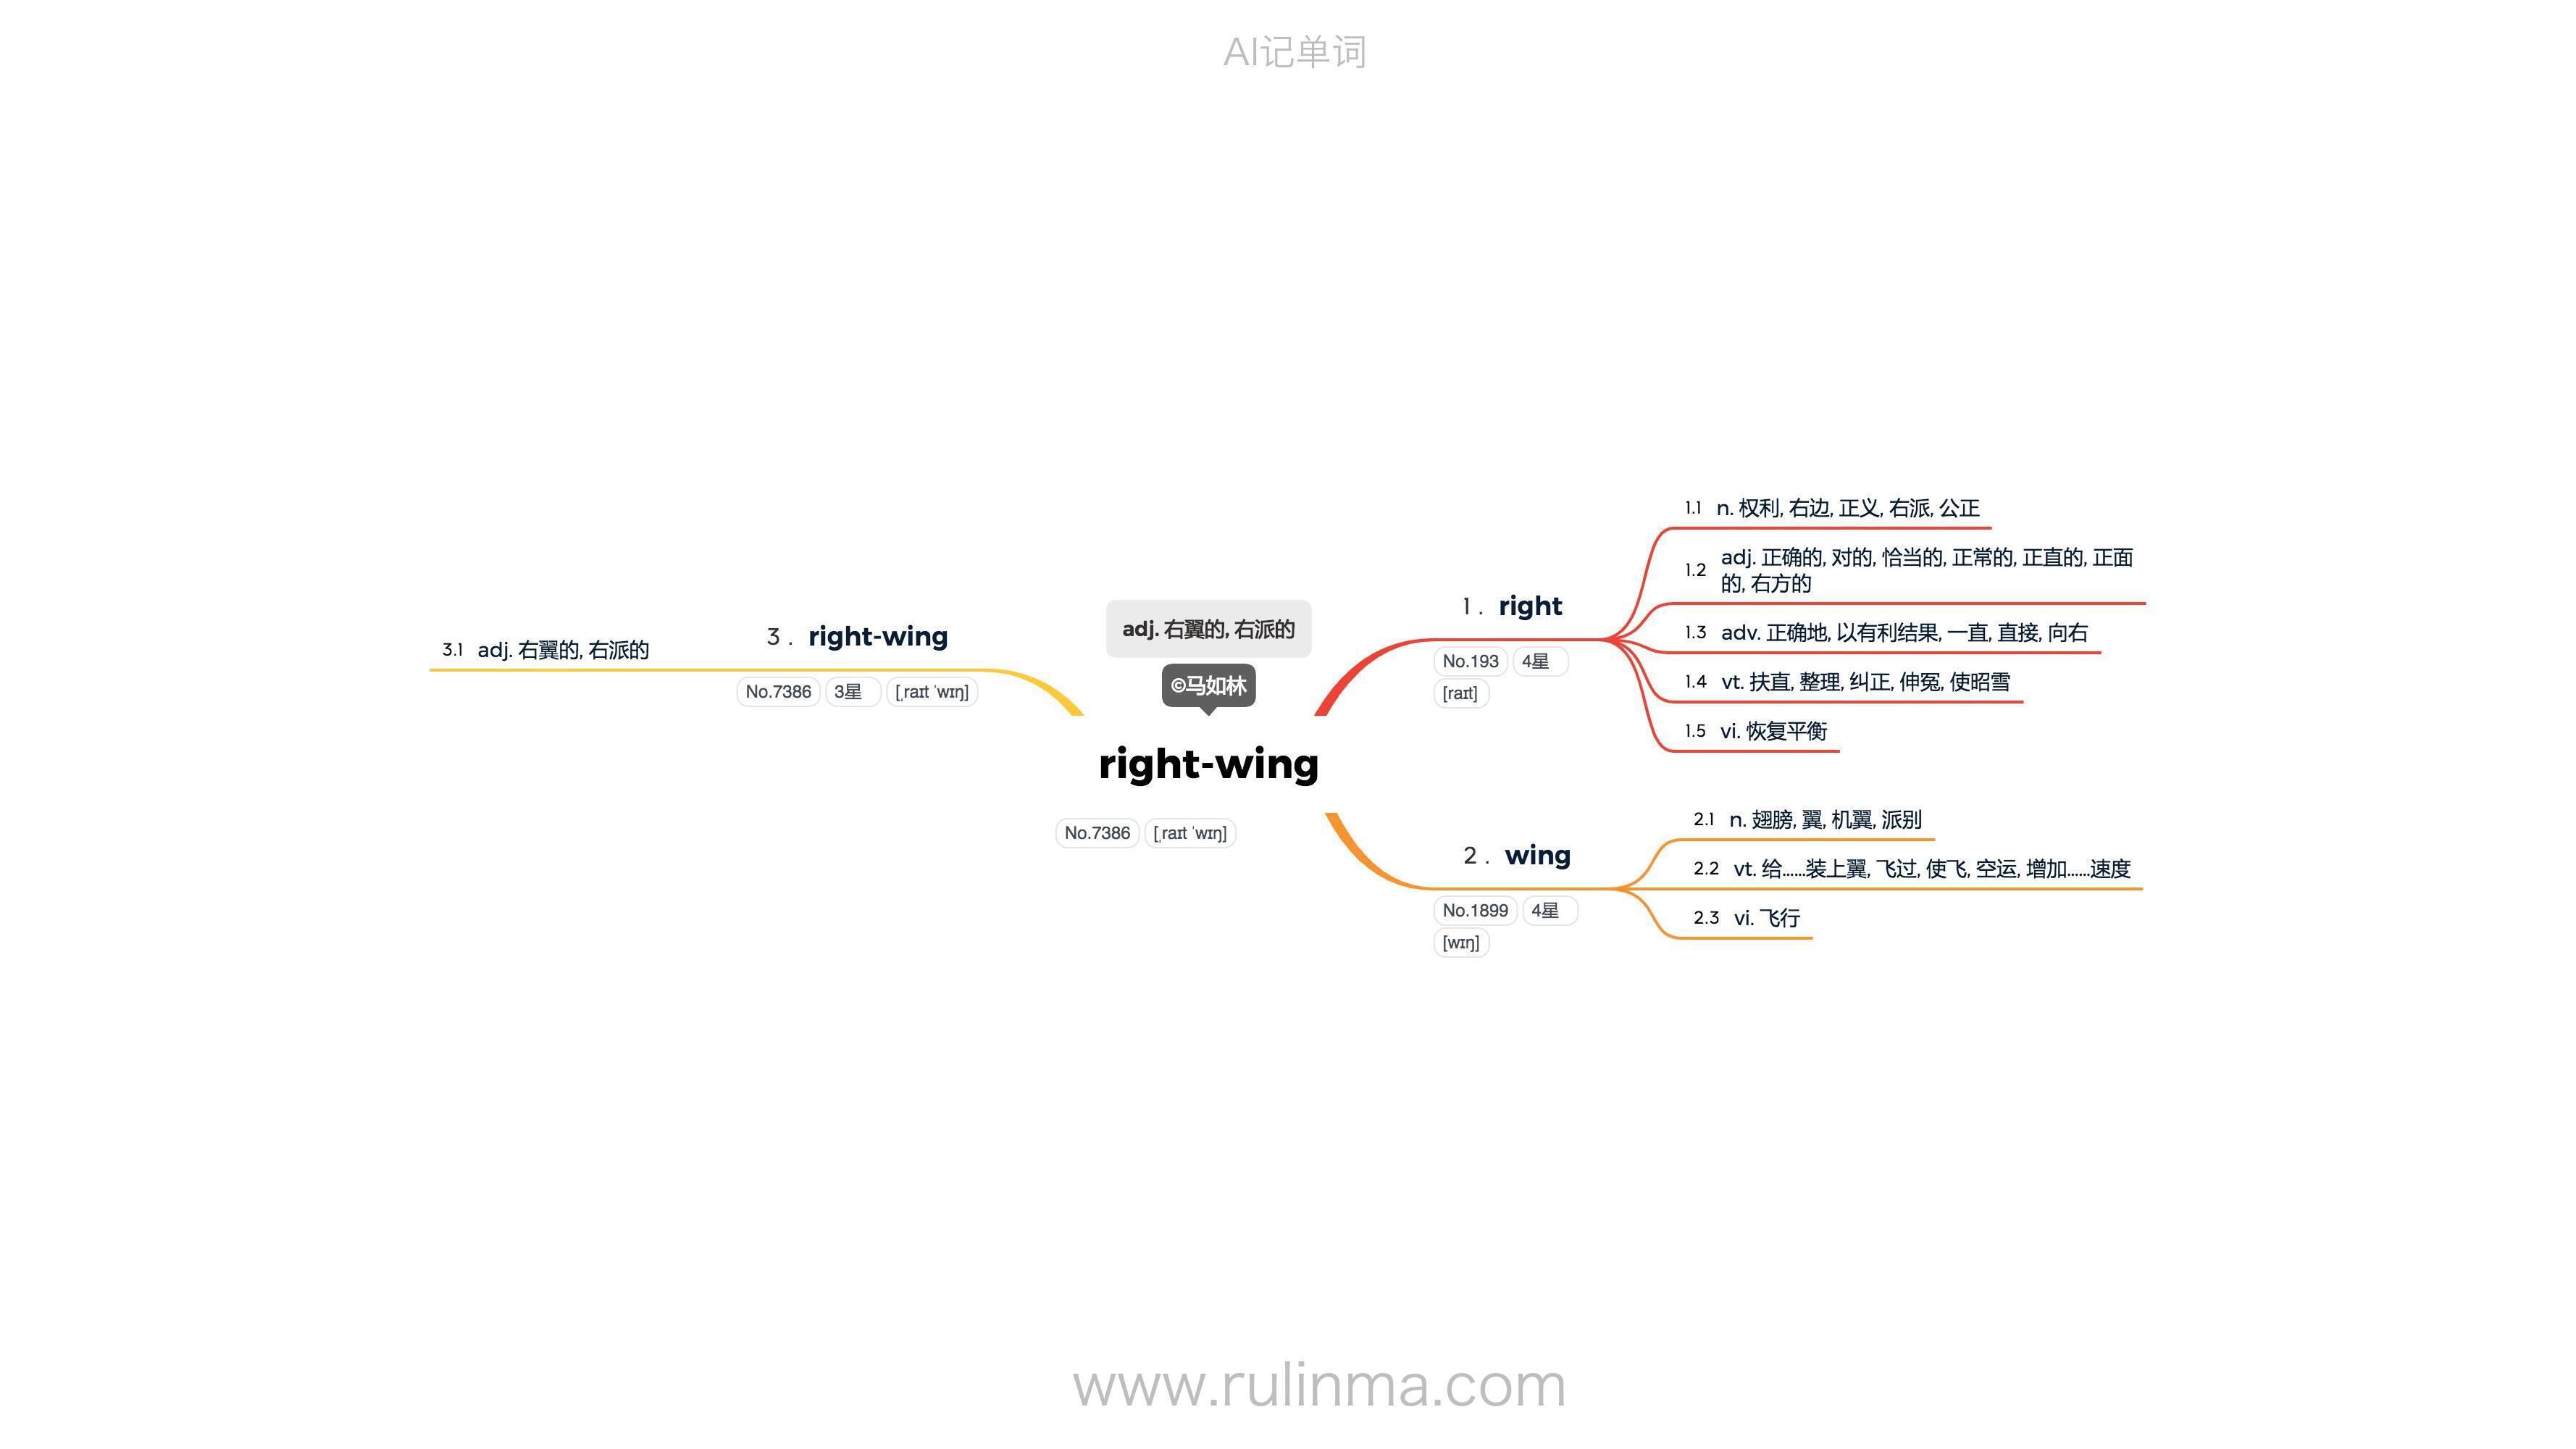 AI记单词
adj. 右翼的, 右派的
©马如林
right-wing
No.7386 [ˌraɪt ˈwɪŋ]
1. right
No.193 4星
[raɪt]
1.1 n. 权利, 右边, 正义, 右派, 公正
1.2 adj. 正确的, 对的, 恰当的, 正常的, 正直的, 正面
的, 右方的
1.3 adv. 正确地, 以有利结果, 一直, 直接, 向右
1.4 vt. 扶直, 整理, 纠正, 伸冤, 使昭雪
1.5 vi. 恢复平衡
2. wing
No.1899 4星
[wɪŋ]
2.1 n. 翅膀, 翼, 机翼, 派别
2.2 vt. 给……装上翼, 飞过, 使飞, 空运, 增加……速度
2.3 vi. 飞行
3. right-wing
No.7386 3星 [ˌraɪt ˈwɪŋ]
3.1 adj. 右翼的, 右派的
www.rulinma.com